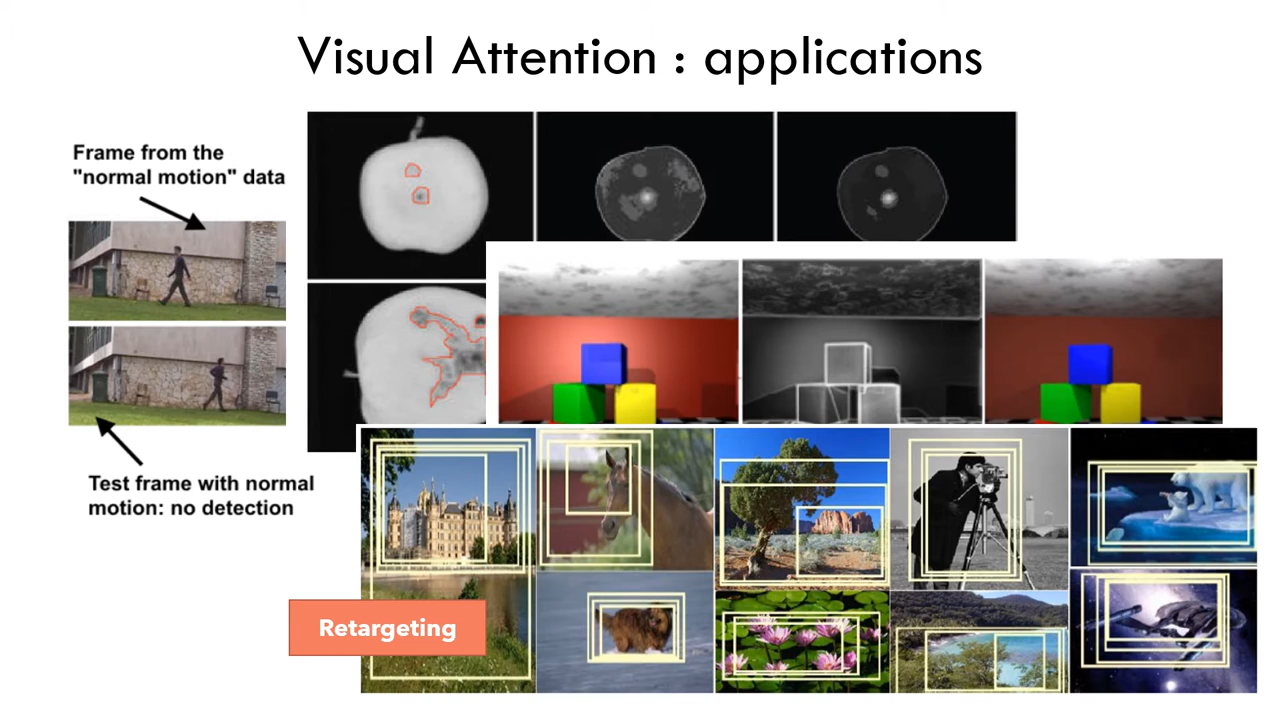 Visual Attention : applications
Frame from the
"normal motion" data
Test frame with normal
motion: no detection
Retargeting